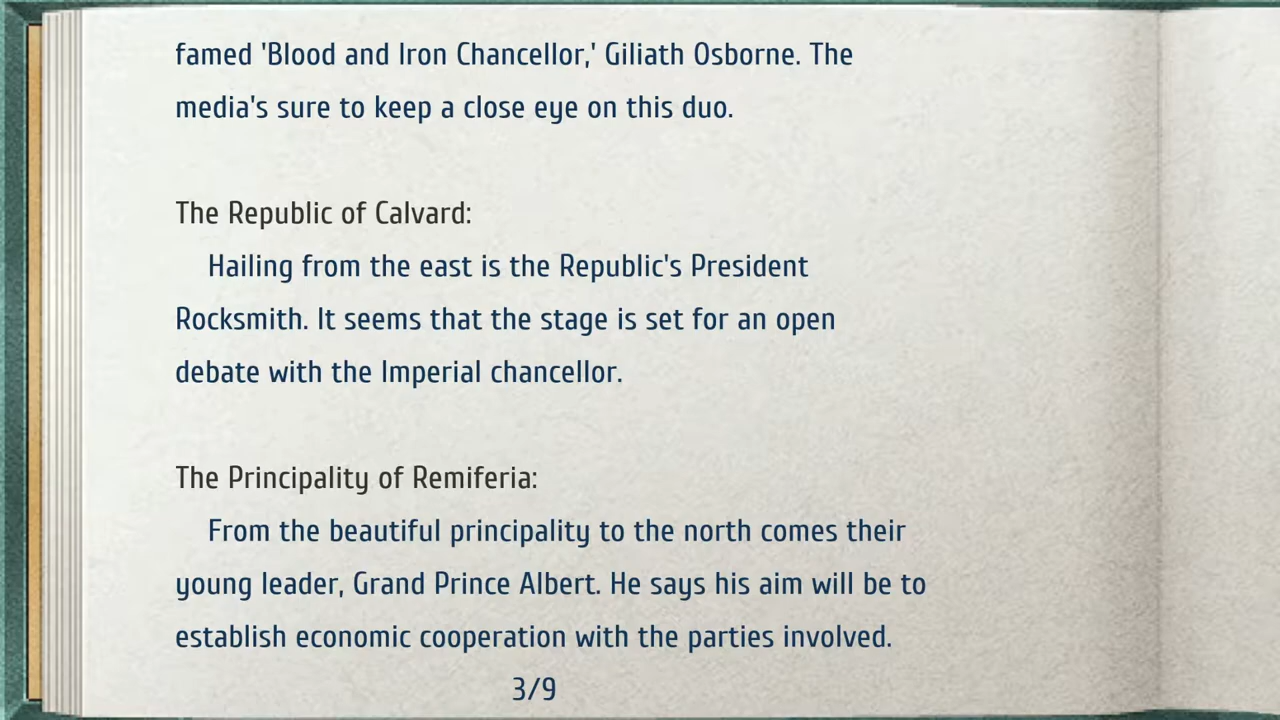 famed 'Blood and Iron Chancellor,' Giliath Osborne. The
media's sure to keep a close eye on this duo.
The Republic of Calvard:
Hailing from the east is the Republic's President
Rocksmith. It seems that the stage is set for an open
debate with the Imperial chancellor.
The Principality of Remiferia:
From the beautiful principality to the north comes their
young leader, Grand Prince Albert. He says his aim will be to
establish economic cooperation with the parties involved.
3/9